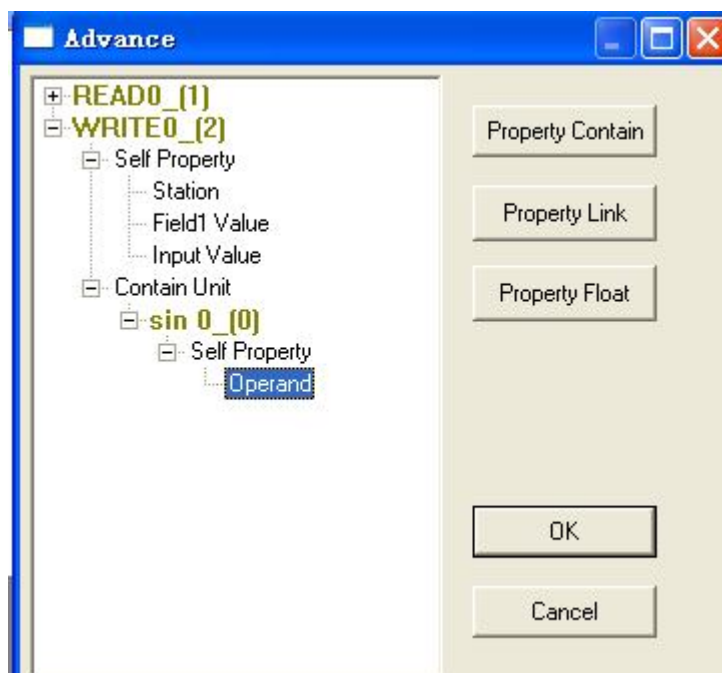 Advance
READ0_(1)
WRITE0_(2)
Self Property
Station
Field1 Value
Input Value
Contain Unit
sin 0_(0)
Self Property
Operand
Property Contain
Property Link
Property Float
OK
Cancel